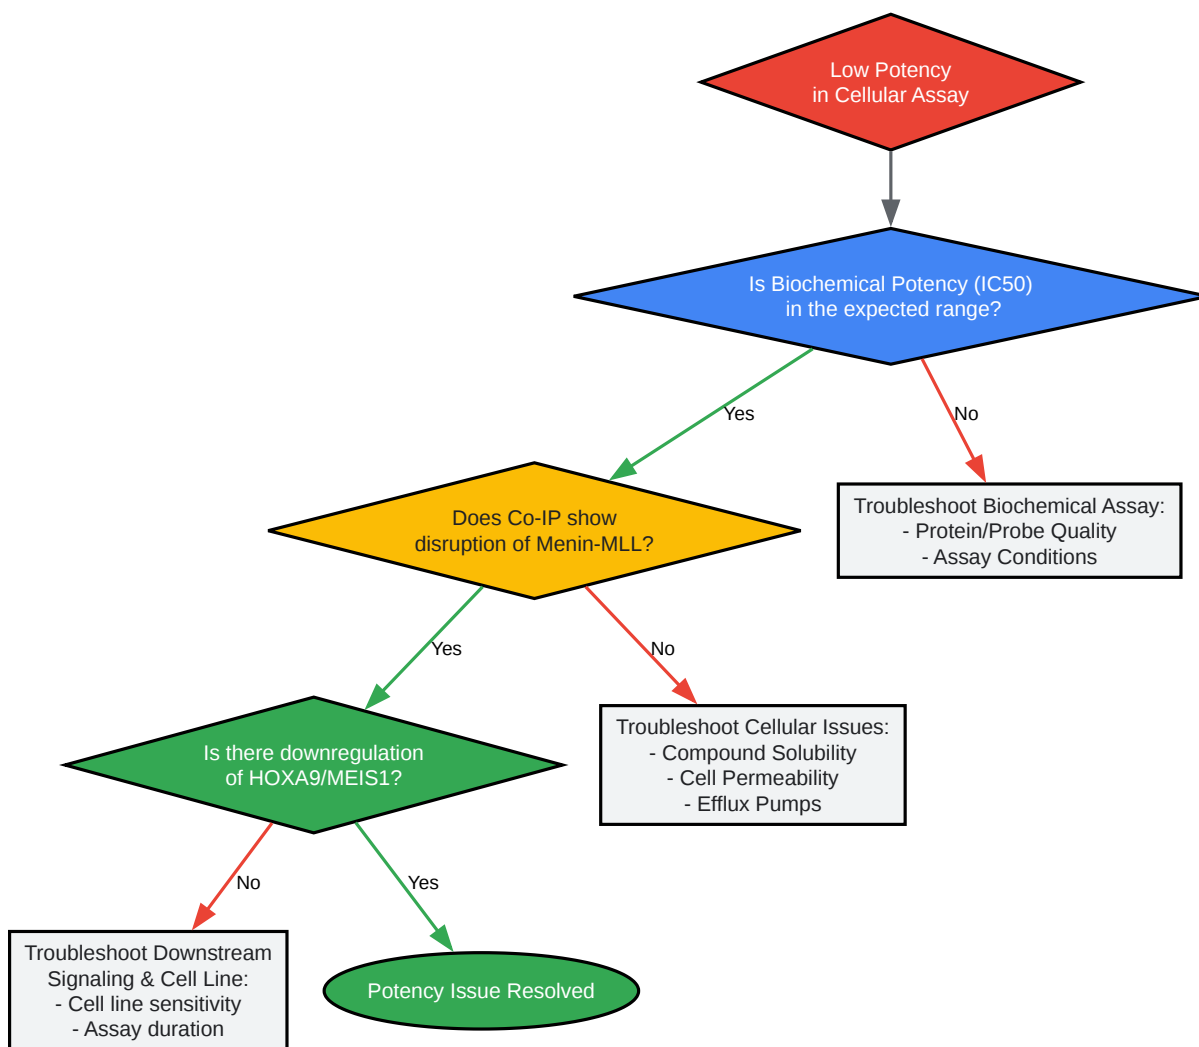 Low Potency
in Cellular Assay
Is Biochemical Potency (IC50)
in the expected range?
Yes
No
Does Co-IP show
disruption of Menin-MLL?
Troubleshoot Biochemical Assay:
- Protein/Probe Quality
- Assay Conditions
Yes
No
Is there downregulation
of HOXA9/MEIS1?
Troubleshoot Cellular Issues:
- Compound Solubility
- Cell Permeability
- Efflux Pumps
No
Yes
Troubleshoot Downstream
Signaling & Cell Line:
- Cell line sensitivity
- Assay duration
Potency Issue Resolved